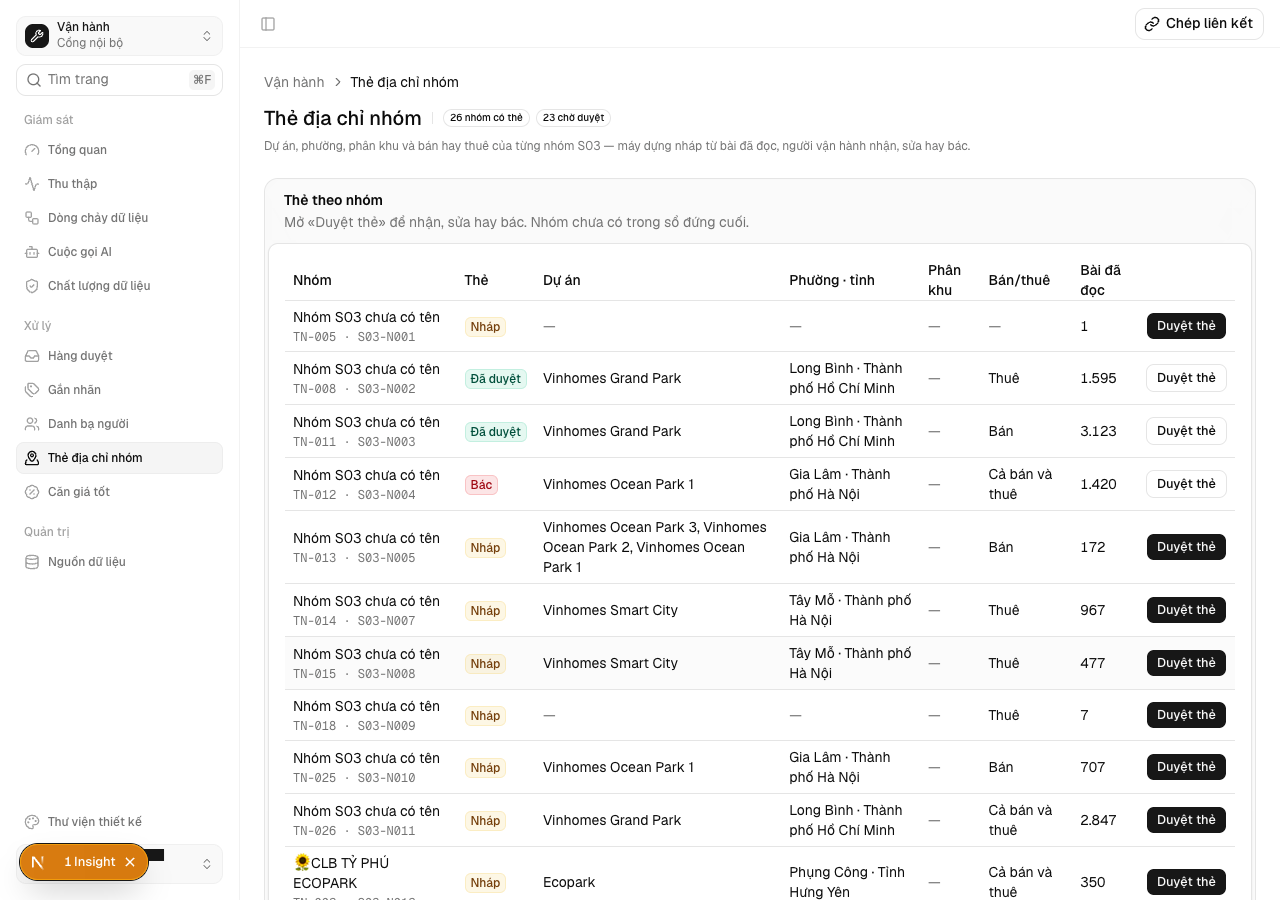 Vận hành
Cổng nội bộ
Tìm trang
⌘F
Giám sát
Tổng quan
Thu thập
Dòng chảy dữ liệu
Cuộc gọi AI
Chất lượng dữ liệu
Xử lý
Hàng duyệt
Gắn nhãn
Danh bạ người
Thẻ địa chỉ nhóm
Căn giá tốt
Quản trị
Nguồn dữ liệu
Thư viện thiết kế
1 Insight
Chép liên kết
Vận hành > Thẻ địa chỉ nhóm
Thẻ địa chỉ nhóm
26 nhóm có thẻ
23 chờ duyệt
Dự án, phường, phân khu và bán hay thuê của từng nhóm S03 — máy dựng nháp từ bài đã đọc, người vận hành nhận, sửa hay bác.
Thẻ theo nhóm
Mở «Duyệt thẻ» để nhận, sửa hay bác. Nhóm chưa có trong sổ đứng cuối.
Nhóm Thẻ Dự án Phường · tỉnh Phân khu Bán/thuê Bài đã đọc
Nhóm S03 chưa có tên Nháp — — — — 1 Duyệt thẻ
TN-005 · S03-N001
Nhóm S03 chưa có tên Đã duyệt Vinhomes Grand Park Long Bình · Thành phố Hồ Chí Minh — Thuê 1.595 Duyệt thẻ
TN-008 · S03-N002
Nhóm S03 chưa có tên Đã duyệt Vinhomes Grand Park Long Bình · Thành phố Hồ Chí Minh — Bán 3.123 Duyệt thẻ
TN-011 · S03-N003
Nhóm S03 chưa có tên Bác Vinhomes Ocean Park 1 Gia Lâm · Thành phố Hà Nội — Cả bán và thuê 1.420 Duyệt thẻ
TN-012 · S03-N004
Nhóm S03 chưa có tên Nháp Vinhomes Ocean Park 3, Vinhomes Ocean Park 2, Vinhomes Ocean Park 1 Gia Lâm · Thành phố Hà Nội — Bán 172 Duyệt thẻ
TN-013 · S03-N005
Nhóm S03 chưa có tên Nháp Vinhomes Smart City Tây Mỗ · Thành phố Hà Nội — Thuê 967 Duyệt thẻ
TN-014 · S03-N007
Nhóm S03 chưa có tên Nháp Vinhomes Smart City Tây Mỗ · Thành phố Hà Nội — Thuê 477 Duyệt thẻ
TN-015 · S03-N008
Nhóm S03 chưa có tên Nháp — — — Thuê 7 Duyệt thẻ
TN-018 · S03-N009
Nhóm S03 chưa có tên Nháp Vinhomes Ocean Park 1 Gia Lâm · Thành phố Hà Nội — Bán 707 Duyệt thẻ
TN-025 · S03-N010
Nhóm S03 chưa có tên Nháp Vinhomes Grand Park Long Bình · Thành phố Hồ Chí Minh — Cả bán và thuê 2.847 Duyệt thẻ
TN-026 · S03-N011
🌻CLB TỶ PHÚ ECOPARK Nháp Ecopark Phụng Công · Tỉnh Hưng Yên — Cả bán và thuê 350 Duyệt thẻ